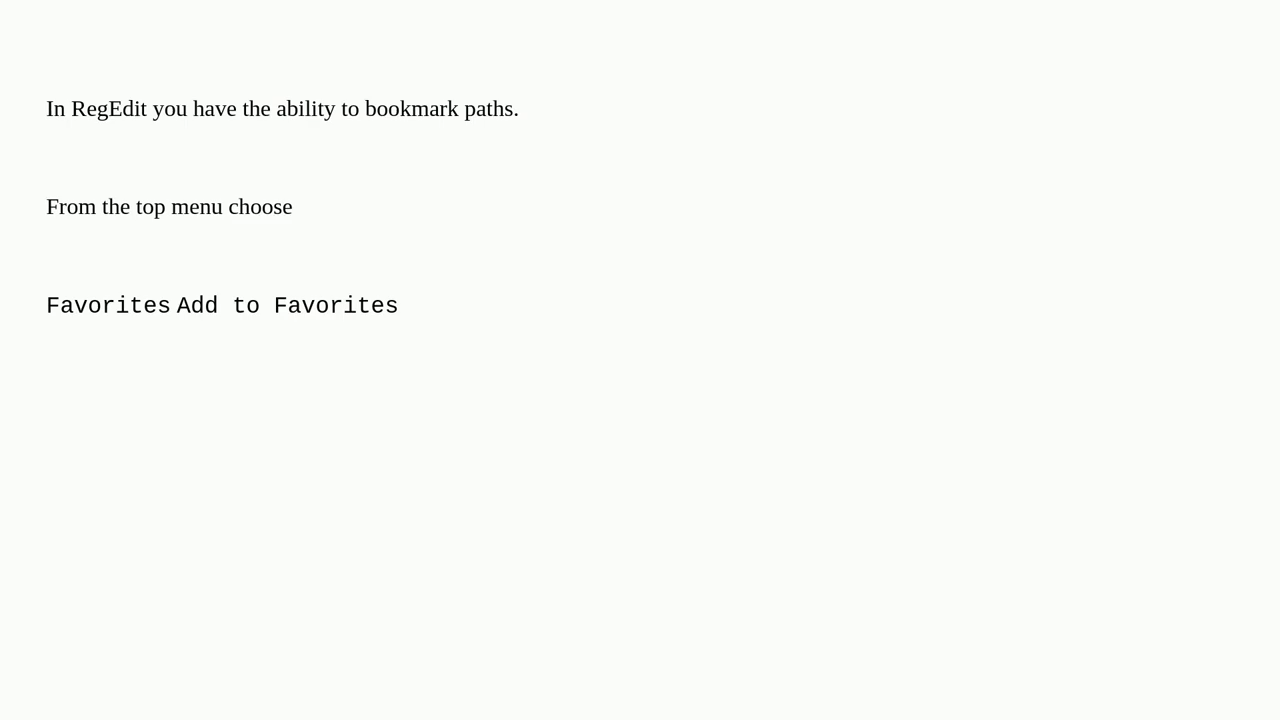 In RegEdit you have the ability to bookmark paths.
From the top menu choose
Favorites Add to Favorites